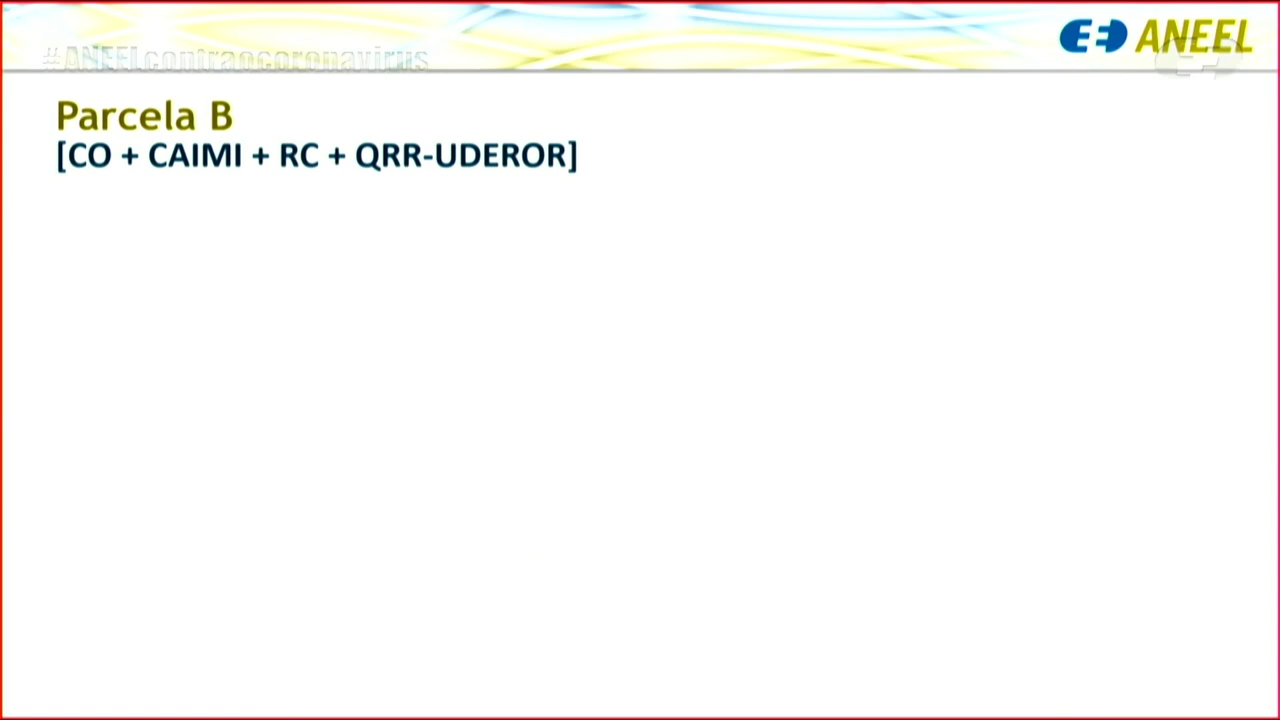 #ANEELcontraocoronavirus
ANEEL
Parcela B
[CO + CAIMI + RC + QRR-UDEROR]